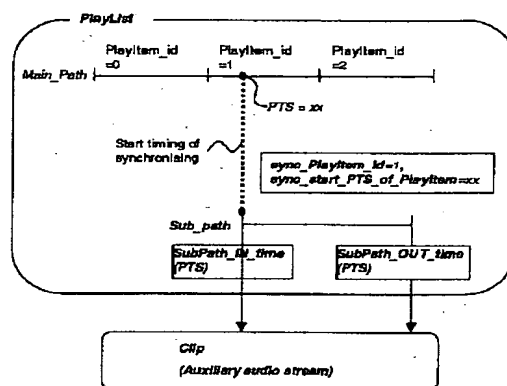 PlayList
PlayItem_id
=0
PlayItem_id
=1
PlayItem_id
=2
Main_Path
PTS = xx
Start timing of
synchronising
sync_PlayItem_id=1,
sync_start_PTS_of_PlayItem=xx
Sub_path
SubPath_IN_time
(PTS)
SubPath_OUT_time
(PTS)
Clip
(Auxiliary audio stream)